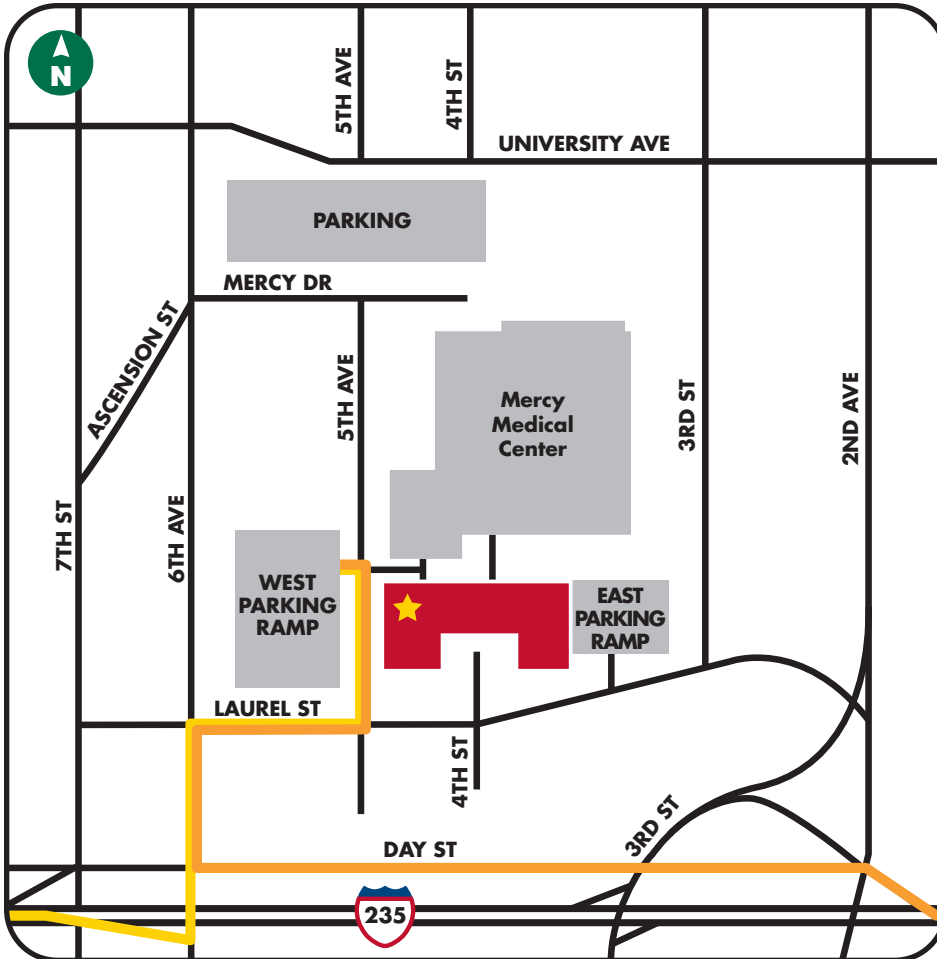 N
5TH AVE
4TH ST
UNIVERSITY AVE
PARKING
MERCY DR
ASCENSION ST
5TH AVE
Mercy
Medical
Center
3RD ST
2ND AVE
7TH ST
6TH AVE
WEST
PARKING
RAMP
EAST
PARKING
RAMP
LAUREL ST
4TH ST
3RD ST
DAY ST
235